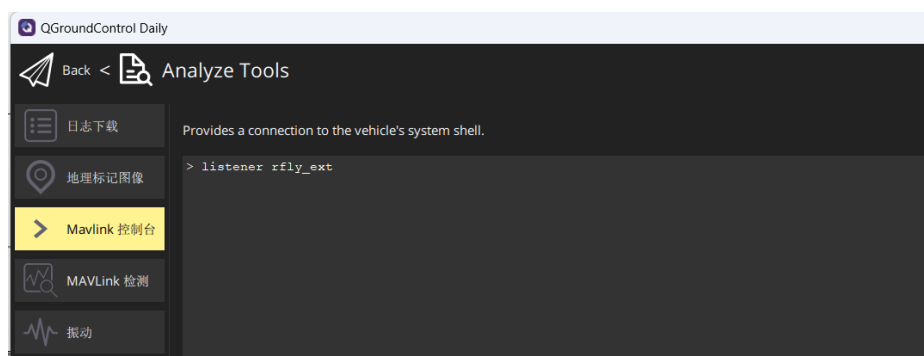 QGroundControl Daily
Back < Analyze Tools
日志下载
Provides a connection to the vehicle's system shell.
> listener rfly_ext
地理标记图像
Mavlink 控制台
MAVLink 检测
振动